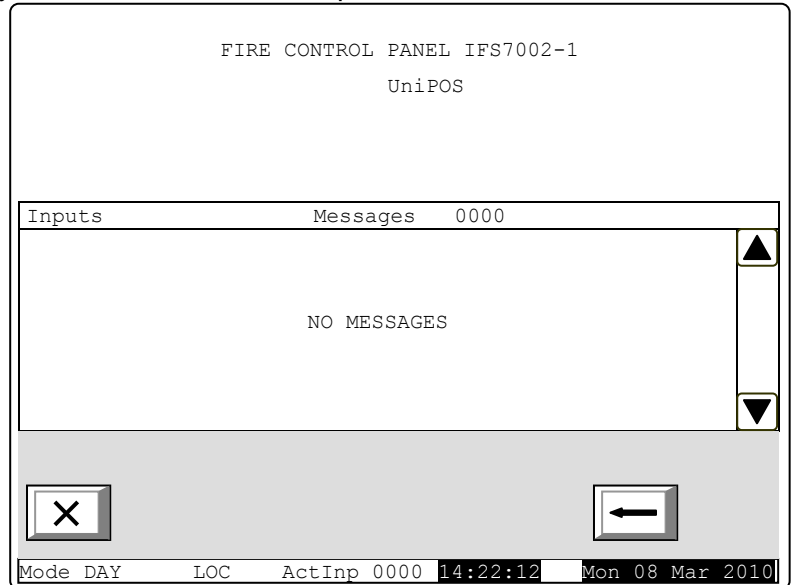 FIRE CONTROL PANEL IFS7002-1
UniPOS
Inputs Messages 0000
NO MESSAGES
Mode DAY LOC ActInp 0000 14:22:12 Mon 08 Mar 2010